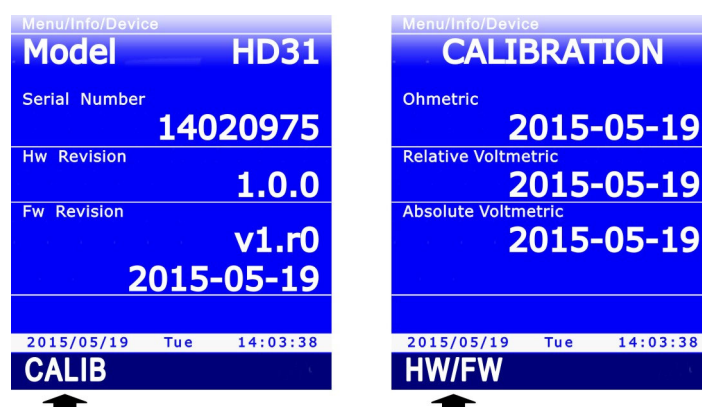 Menu/Info/Device
Model HD31
Serial Number
14020975
Hw Revision
1.0.0
Fw Revision
v1.r0
2015-05-19
2015/05/19 Tue 14:03:38
CALIB
Menu/Info/Device
CALIBRATION
Ohmetric
2015-05-19
Relative Voltmetric
2015-05-19
Absolute Voltmetric
2015-05-19
2015/05/19 Tue 14:03:38
HW/FW